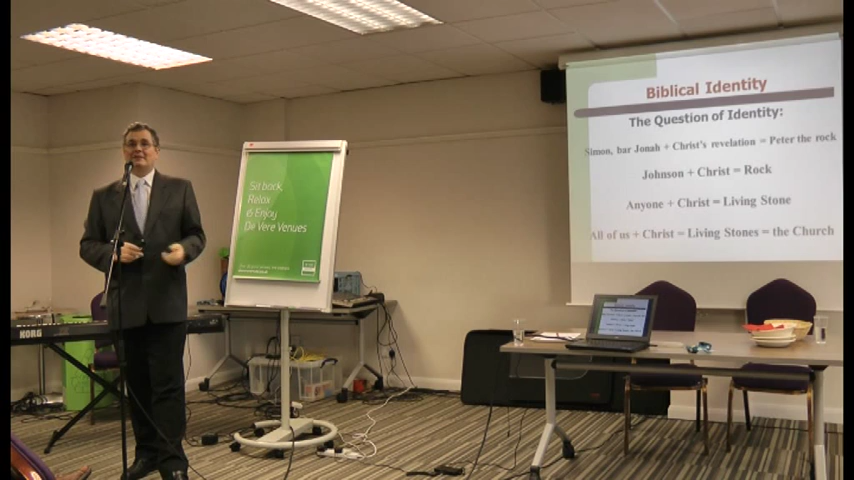 Biblical Identity
The Question of Identity:
Simon, bar Jonah + Christ's revelation = Peter the rock
Johnson + Christ = Rock
Anyone + Christ = Living Stone
All of us + Christ = Living Stones = the Church
Sit back,
Relax
& Enjoy
De Vere Venues
KORG